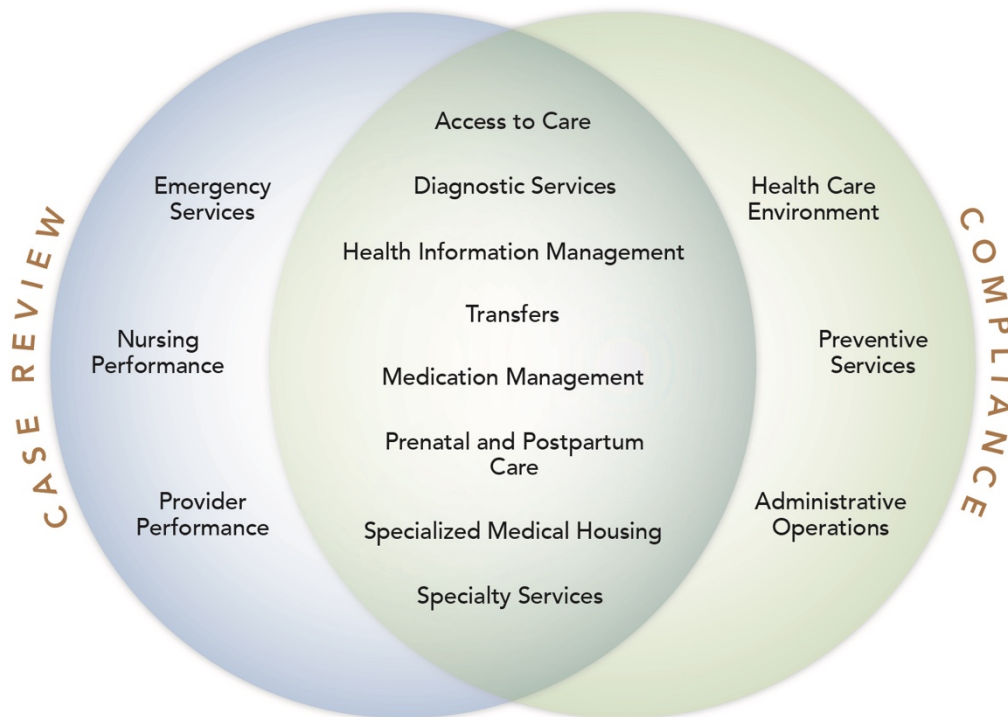 CASE REVIEW
Emergency
Services
Nursing
Performance
Provider
Performance
Access to Care
Diagnostic Services
Health Information Management
Transfers
Medication Management
Prenatal and Postpartum
Care
Specialized Medical Housing
Specialty Services
Health Care
Environment
Preventive
Services
Administrative
Operations
COMPLIANCE